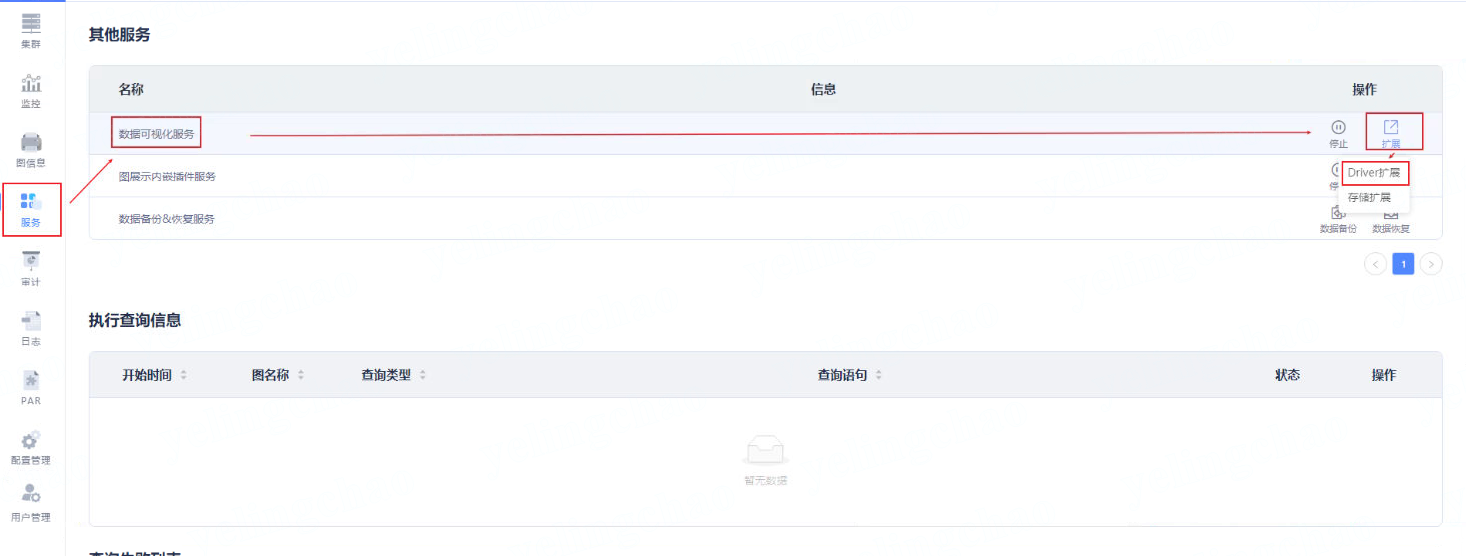 集群
监控
图信息
服务
审计
日志
PAR
配置管理
用户管理
其他服务
名称 信息 操作
数据可视化服务 停止 扩展
图展示内嵌插件服务
Driver扩展
存储扩展
数据备份&恢复服务 数据备份 数据恢复
1
执行查询信息
开始时间 图名称 查询类型 查询语句 状态 操作
暂无数据